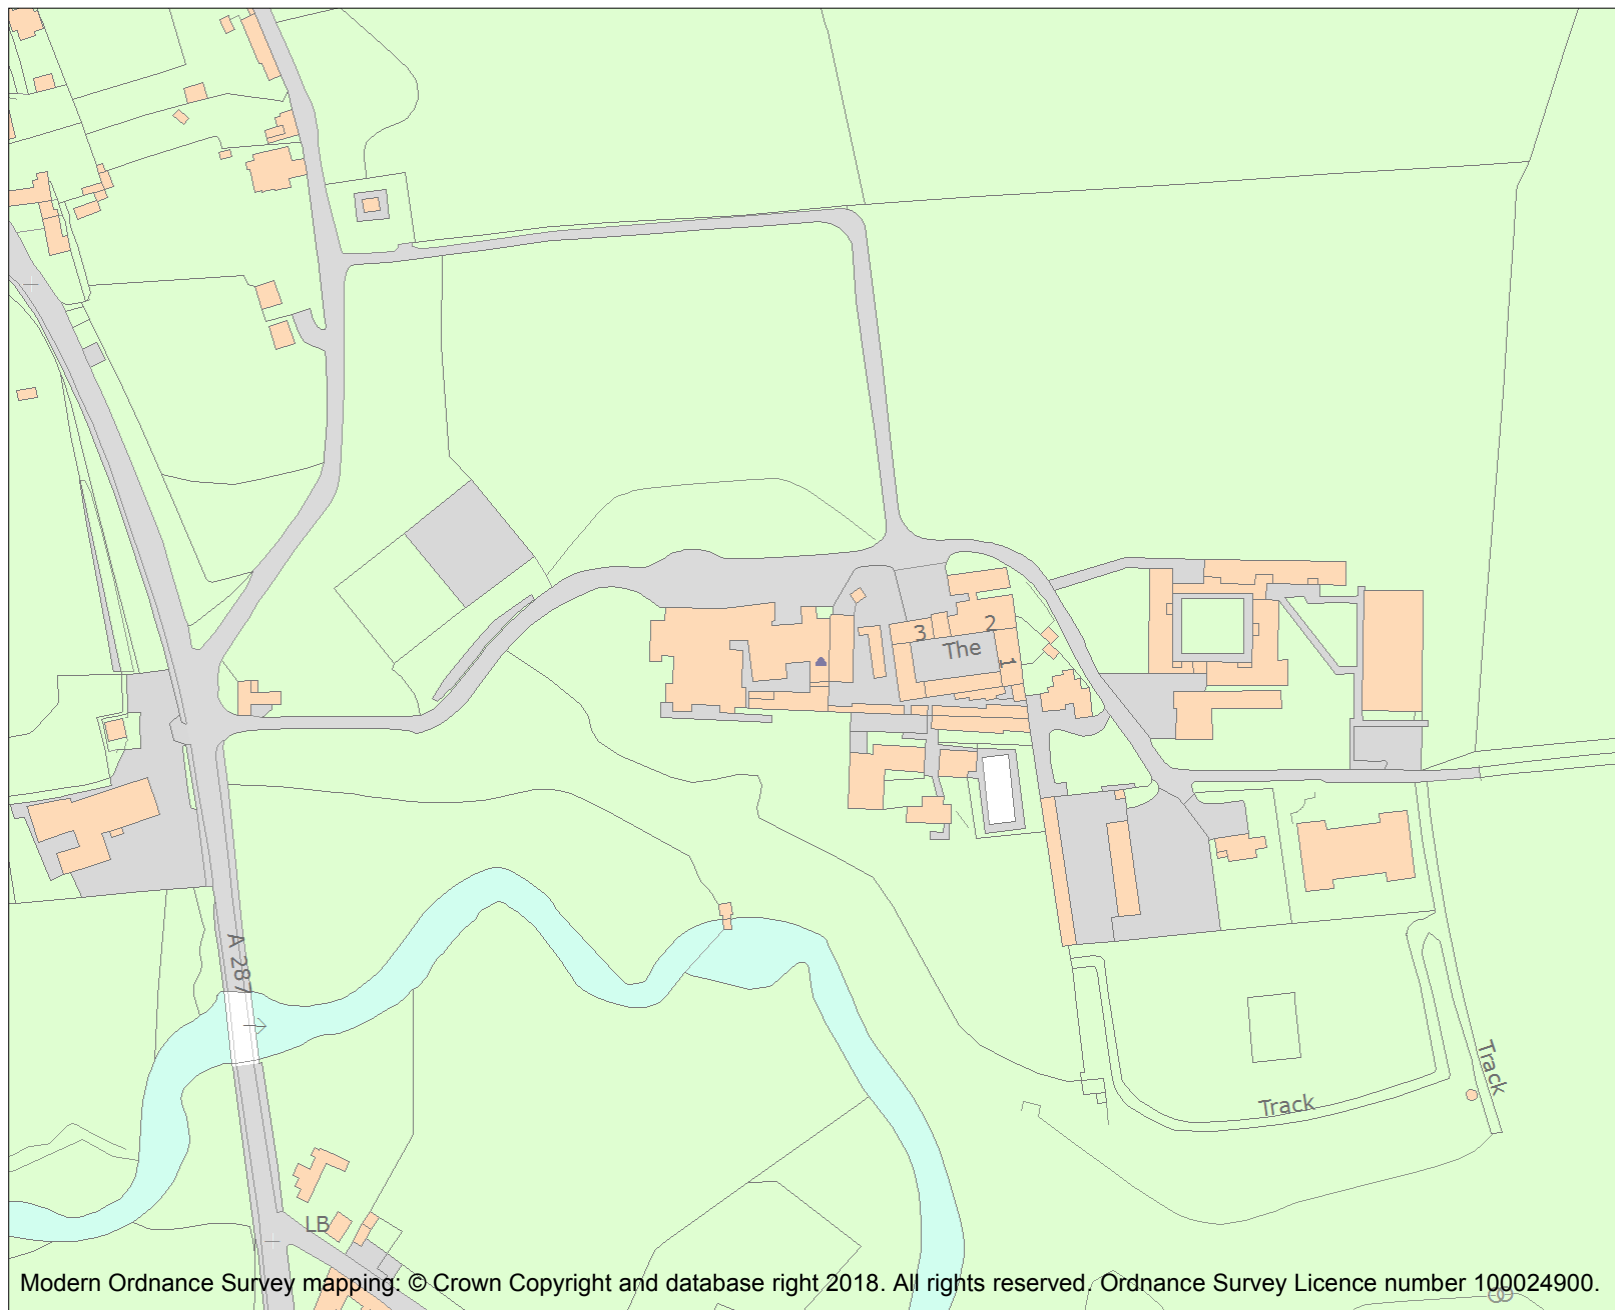 3
2
The
1
A 287
Track
Track
LB
Modern Ordnance Survey mapping: © Crown Copyright and database right 2018. All rights reserved. Ordnance Survey Licence number 100024900.